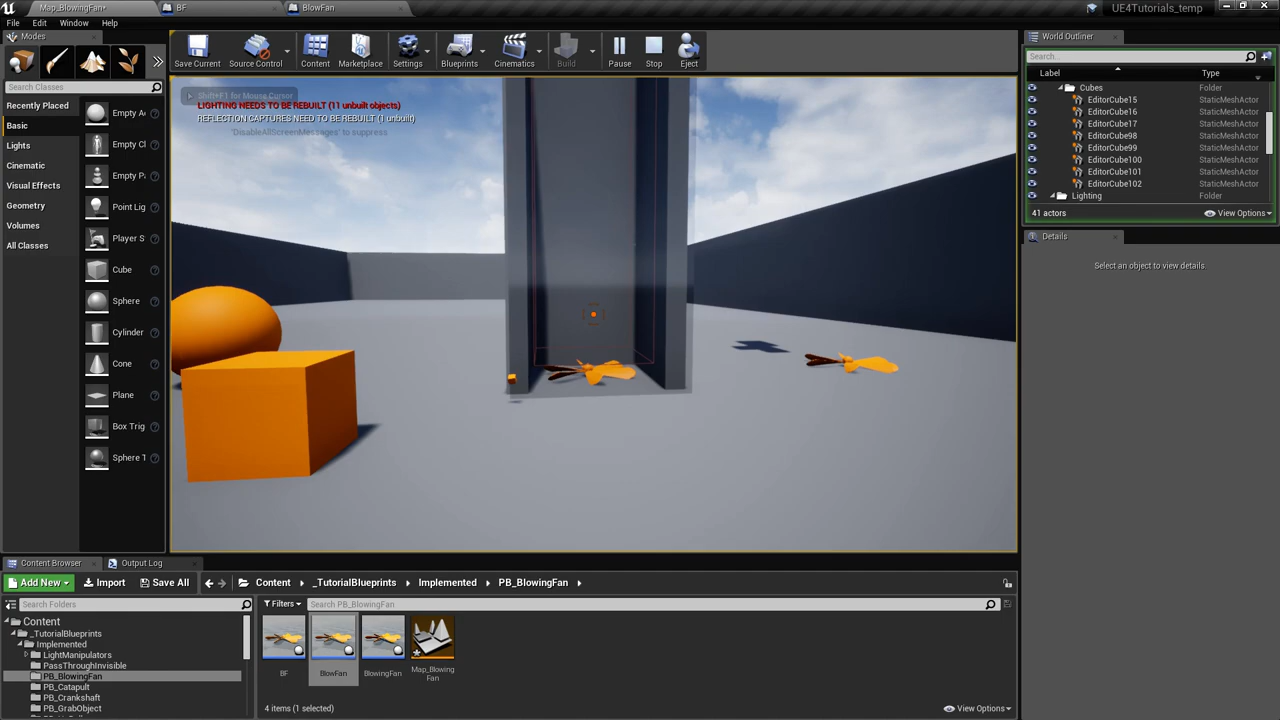 Map_BlowingFan*
BF
BlowFan
UE4Tutorials_temp
File Edit Window Help
Modes
Search Classes
Recently Placed
Basic
Lights
Cinematic
Visual Effects
Geometry
Volumes
All Classes
Empty A
Empty Cl
Empty P
Point Lig
Player S
Cube
Sphere
Cylinder
Cone
Plane
Box Trig
Sphere T
Save Current
Source Control
Content
Marketplace
Settings
Blueprints
Cinematics
Build
Pause
Stop
Eject
Shift+F1 for Mouse Cursor
LIGHTING NEEDS TO BE REBUILT (11 unbuilt objects)
REFLECTION CAPTURES NEED TO BE REBUILT (1 unbuilt)
'DisableAllScreenMessages' to suppress
World Outliner
Search...
Label Type
Cubes Folder
EditorCube15 StaticMeshActor
EditorCube16 StaticMeshActor
EditorCube17 StaticMeshActor
EditorCube98 StaticMeshActor
EditorCube99 StaticMeshActor
EditorCube100 StaticMeshActor
EditorCube101 StaticMeshActor
EditorCube102 StaticMeshActor
Lighting Folder
41 actors View Options
Details
Select an object to view details
Content Browser
Output Log
Add New Import Save All Content _TutorialBlueprints Implemented PB_BlowingFan
Search Folders
Content
_TutorialBlueprints
Implemented
LightManipulators
PassThroughInvisible
PB_BlowingFan
PB_Catapult
PB_Crankshaft
PB_GrabObject
Filters Search PB_BlowingFan
BF
BlowFan
BlowingFan
Map_Blowing
Fan
4 items (1 selected) View Options